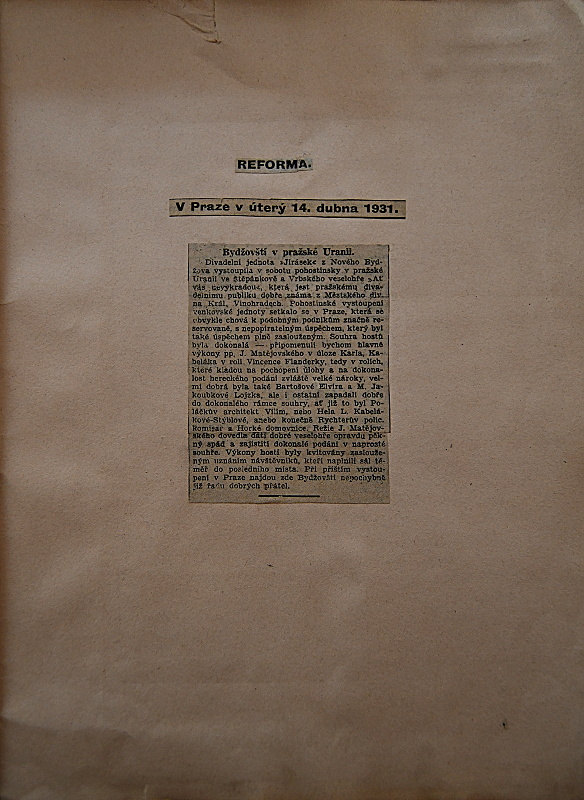 REFORMA.
V Praze v úterý 14. dubna 1931.
Bydžovští v pražské Uranii.
Divadelní jednota »Jirásek« z Nového Byd-
žova vystoupila v sobotu pohostinsky v pražské
Uranii ve Štěpánkově a Vrbského veselohře »Ať
vás nevykradou«, která jest pražskému diva-
delnímu publiku dobře známa z Městského div.
na Král. Vinohradech. Pohostinské vystoupení
venkovské jednoty setkalo se v Praze, která se
obvykle chová k podobným podnikům značně re-
servovaně, s nepopiratelným úspěchem, který byl
také úspěchem plně zaslouženým. Souhra hostů
byla dokonalá — připomenuli bychom hlavně
výkony pp. J. Matějovského v úloze Karla, Ka-
beláka v roli Vincence Flanderky, tedy v rolích,
které kladou na pochopení úlohy a na dokona-
lost hereckého podání zvláště velké nároky, vel-
mi dobrá byla také Bartošové Elvira a M. Ja-
koubkové Lojzka, ale i ostatní zapadali dobře
do dokonalého rámce souhry, ať již to byl Po-
láčkův architekt Vilím, nebo Hela L. Kabelá-
kové-Stýblové, anebo konečně Rychterův polic.
komisař a Horké domovnice. Režie J. Matějov-
ského dovedla dáti dobré veselohře opravdu pěk-
ný spád a zajistiti dokonalé podání v naprosté
souhře. Výkony hostí byly kvitovány zaslouže-
ným uznáním návštěvníků, kteří naplnili sál té-
měř do posledního místa. Při příštím vystou-
pení v Praze najdou zde Bydžovští nepochybně
již řadu dobrých přátel.